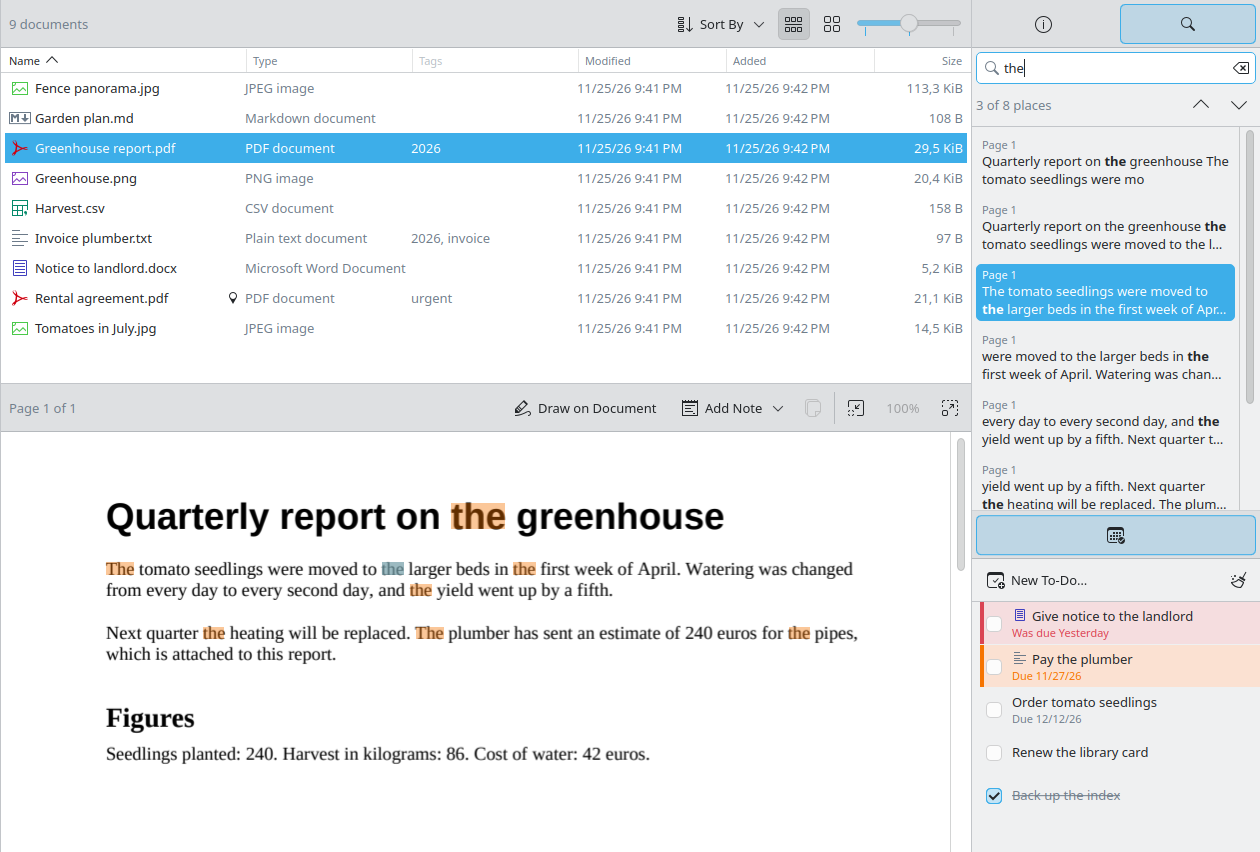 9 documents
Sort By
Name Type Tags Modified Added Size
Fence panorama.jpg JPEG image 11/25/26 9:41 PM 11/25/26 9:42 PM 113,3 KiB
Garden plan.md Markdown document 11/25/26 9:41 PM 11/25/26 9:42 PM 108 B
Greenhouse report.pdf PDF document 2026 11/25/26 9:41 PM 11/25/26 9:42 PM 29,5 KiB
Greenhouse.png PNG image 11/25/26 9:41 PM 11/25/26 9:42 PM 20,4 KiB
Harvest.csv CSV document 11/25/26 9:41 PM 11/25/26 9:42 PM 158 B
Invoice plumber.txt Plain text document 2026, invoice 11/25/26 9:41 PM 11/25/26 9:42 PM 97 B
Notice to landlord.docx Microsoft Word Document 11/25/26 9:41 PM 11/25/26 9:42 PM 5,2 KiB
Rental agreement.pdf PDF document urgent 11/25/26 9:41 PM 11/25/26 9:42 PM 21,1 KiB
Tomatoes in July.jpg JPEG image 11/25/26 9:41 PM 11/25/26 9:42 PM 14,5 KiB
Page 1 of 1
Draw on Document
Add Note
100%
Quarterly report on the greenhouse
The tomato seedlings were moved to the larger beds in the first week of April. Watering was changed
from every day to every second day, and the yield went up by a fifth.
Next quarter the heating will be replaced. The plumber has sent an estimate of 240 euros for the pipes,
which is attached to this report.
Figures
Seedlings planted: 240. Harvest in kilograms: 86. Cost of water: 42 euros.
the
3 of 8 places
Page 1
Quarterly report on the greenhouse The
tomato seedlings were mo
Page 1
Quarterly report on the greenhouse the
tomato seedlings were moved to the l...
Page 1
The tomato seedlings were moved to
the larger beds in the first week of Apr...
Page 1
were moved to the larger beds in the
first week of April. Watering was chan...
Page 1
every day to every second day, and the
yield went up by a fifth. Next quarter t...
Page 1
yield went up by a fifth. Next quarter
the heating will be replaced. The plum...
New To-Do...
Give notice to the landlord
Was due Yesterday
Pay the plumber
Due 11/27/26
Order tomato seedlings
Due 12/12/26
Renew the library card
Back up the index